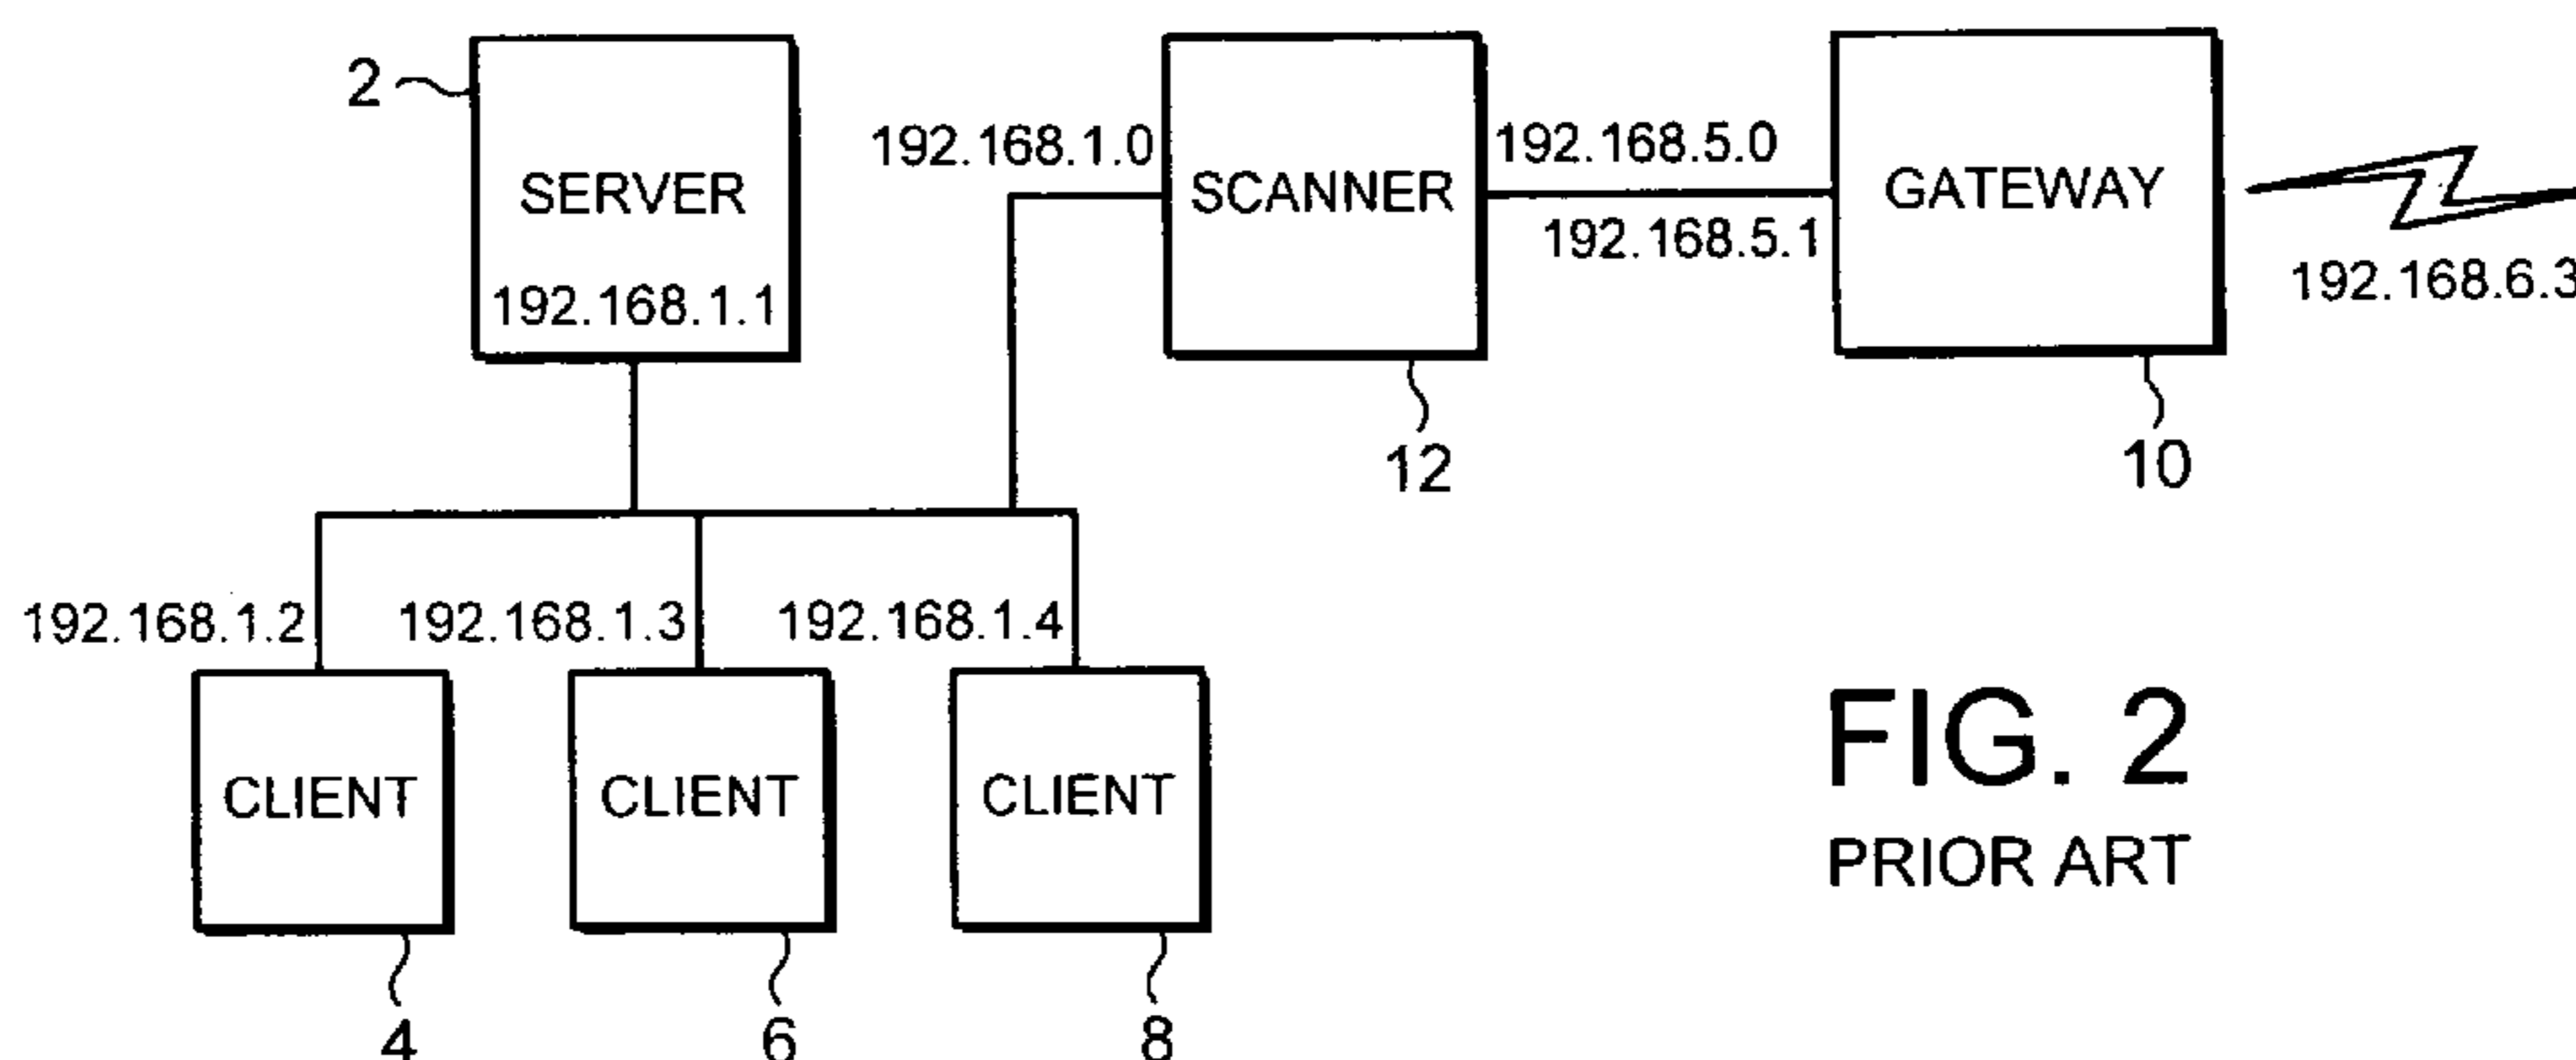 2
SERVER
192.168.1.1
192.168.1.0
SCANNER
12
192.168.5.0
192.168.5.1
GATEWAY
10
192.168.6.3
192.168.1.2
192.168.1.3
192.168.1.4
CLIENT
CLIENT
CLIENT
4
6
8
FIG. 2
PRIOR ART